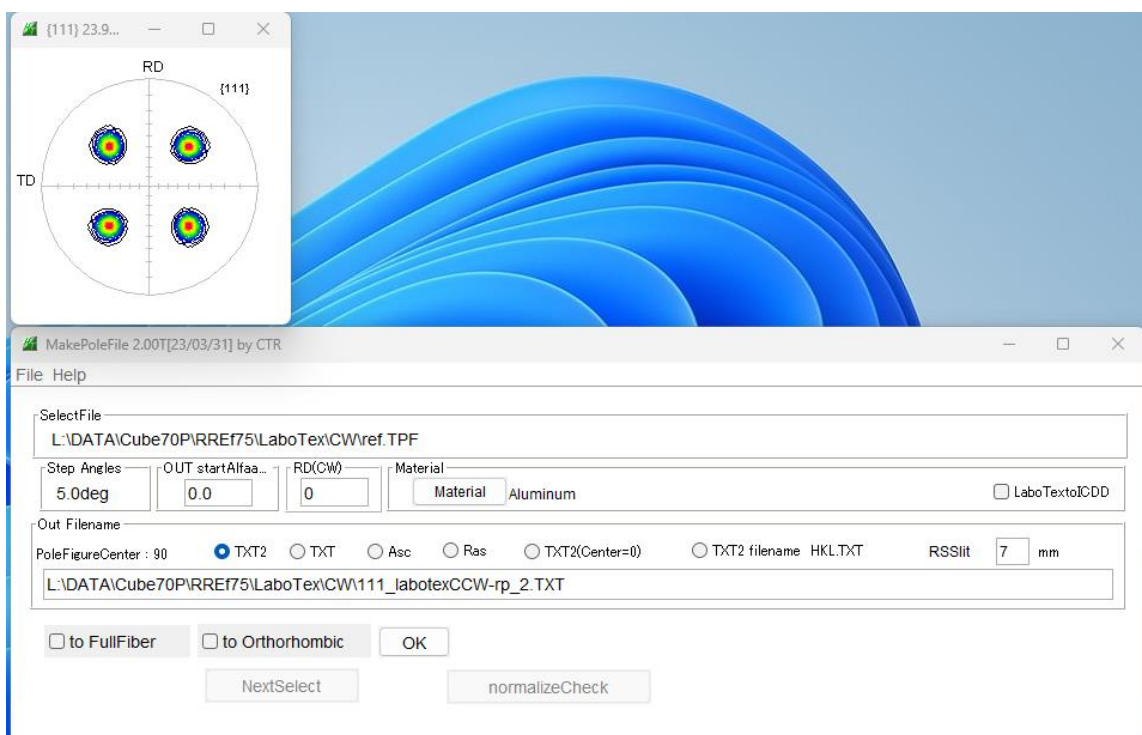 {111} 23.9...
RD
{111}
TD
MakePoleFile 2.00T[23/03/31] by CTR
File Help
SelectFile
L:\DATA\Cube70P\RREf75\LaboTex\CW\ref.TPF
Step Angles OUT startAlfaa... RD(CW) Material
5.0deg 0.0 0 Material Aluminum LaboTextoICDD
Out Filename
PoleFigureCenter : 90 TXT2 TXT Asc Ras TXT2(Center=0) TXT2 filename HKL.TXT RSSlit 7 mm
L:\DATA\Cube70P\RREf75\LaboTex\CW\111_labotexCCW-rp_2.TXT
to FullFiber to Orthorhombic OK
NextSelect normalizeCheck